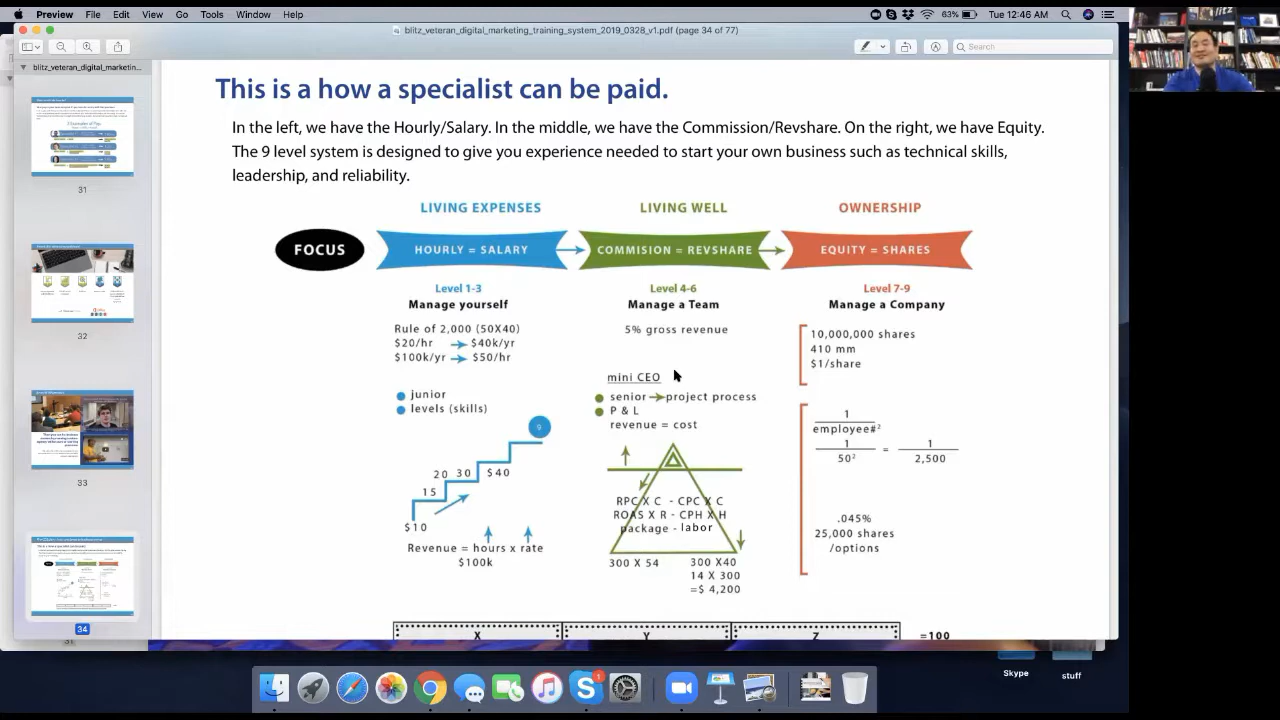 Preview File Edit View Go Tools Window Help
63% Tue 12:46 AM
blitz_veteran_digital_marketing_training_system_2019_0328_v1.pdf (page 34 of 77)
Search
blitz_veteran_digital_marketin...
31
32
33
34
This is a how a specialist can be paid.
In the left, we have the Hourly/Salary. In the middle, we have the Commission/Revshare. On the right, we have Equity.
The 9 level system is designed to give you experience needed to start your own business such as technical skills,
leadership, and reliability.
LIVING EXPENSES LIVING WELL OWNERSHIP
FOCUS HOURLY = SALARY COMMISION = REVSHARE EQUITY = SHARES
Level 1-3
Manage yourself
Rule of 2,000 (50X40)
$20/hr → $40k/yr
$100k/yr → $50/hr
junior
levels (skills)
9
20 30 $40
15
$10
Revenue = hours x rate
$100k
Level 4-6
Manage a Team
5% gross revenue
mini CEO
senior → project process
P & L
revenue = cost
RPC X C - CPC X C
ROAS X R - CPH X H
package - labor
300 X 54 300 X40
14 X 300
=$ 4,200
Level 7-9
Manage a Company
10,000,000 shares
410 mm
$1/share
1
employee#²
1 = 1
50² 2,500
.045%
25,000 shares
/options
X Y Z =100
1
Skype stuff